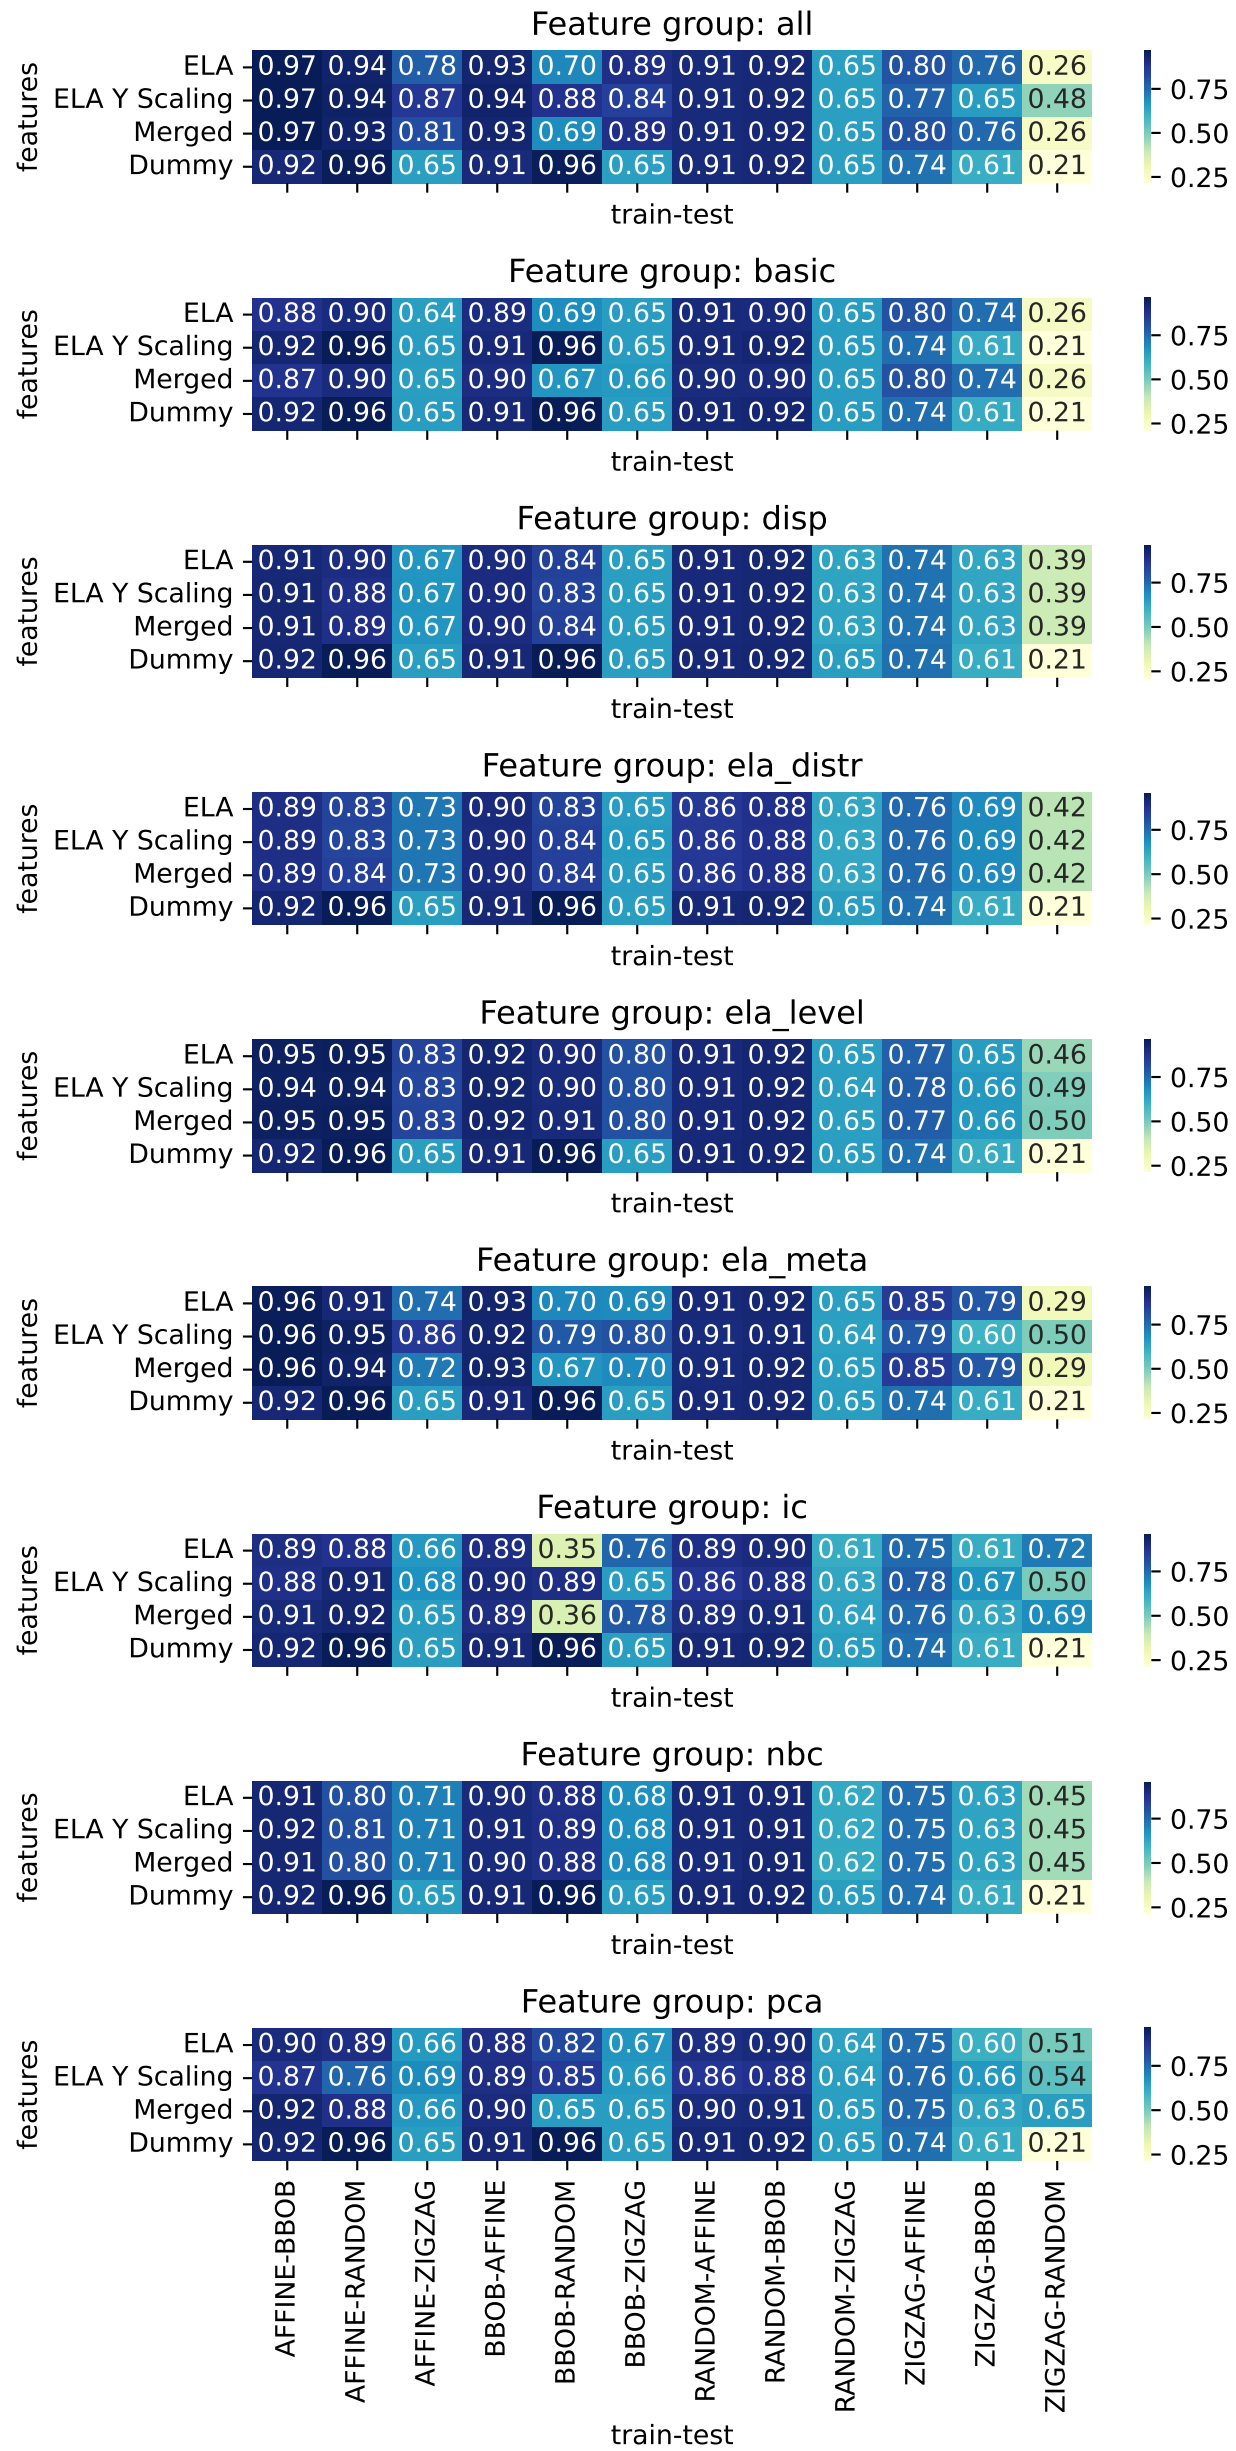 Feature group: all
features
ELA 0.97 0.94 0.78 0.93 0.70 0.89 0.91 0.92 0.65 0.80 0.76 0.26
ELA Y Scaling 0.97 0.94 0.87 0.94 0.88 0.84 0.91 0.92 0.65 0.77 0.65 0.48
Merged 0.97 0.93 0.81 0.93 0.69 0.89 0.91 0.92 0.65 0.80 0.76 0.26
Dummy 0.92 0.96 0.65 0.91 0.96 0.65 0.91 0.92 0.65 0.74 0.61 0.21
0.75
0.50
0.25
train-test
Feature group: basic
features
ELA 0.88 0.90 0.64 0.89 0.69 0.65 0.91 0.90 0.65 0.80 0.74 0.26
ELA Y Scaling 0.92 0.96 0.65 0.91 0.96 0.65 0.91 0.92 0.65 0.74 0.61 0.21
Merged 0.87 0.90 0.65 0.90 0.67 0.66 0.90 0.90 0.65 0.80 0.74 0.26
Dummy 0.92 0.96 0.65 0.91 0.96 0.65 0.91 0.92 0.65 0.74 0.61 0.21
0.75
0.50
0.25
train-test
Feature group: disp
features
ELA 0.91 0.90 0.67 0.90 0.84 0.65 0.91 0.92 0.63 0.74 0.63 0.39
ELA Y Scaling 0.91 0.88 0.67 0.90 0.83 0.65 0.91 0.92 0.63 0.74 0.63 0.39
Merged 0.91 0.89 0.67 0.90 0.84 0.65 0.91 0.92 0.63 0.74 0.63 0.39
Dummy 0.92 0.96 0.65 0.91 0.96 0.65 0.91 0.92 0.65 0.74 0.61 0.21
0.75
0.50
0.25
train-test
Feature group: ela_distr
features
ELA 0.89 0.83 0.73 0.90 0.83 0.65 0.86 0.88 0.63 0.76 0.69 0.42
ELA Y Scaling 0.89 0.83 0.73 0.90 0.84 0.65 0.86 0.88 0.63 0.76 0.69 0.42
Merged 0.89 0.84 0.73 0.90 0.84 0.65 0.86 0.88 0.63 0.76 0.69 0.42
Dummy 0.92 0.96 0.65 0.91 0.96 0.65 0.91 0.92 0.65 0.74 0.61 0.21
0.75
0.50
0.25
train-test
Feature group: ela_level
features
ELA 0.95 0.95 0.83 0.92 0.90 0.80 0.91 0.92 0.65 0.77 0.65 0.46
ELA Y Scaling 0.94 0.94 0.83 0.92 0.90 0.80 0.91 0.92 0.64 0.78 0.66 0.49
Merged 0.95 0.95 0.83 0.92 0.91 0.80 0.91 0.92 0.65 0.77 0.66 0.50
Dummy 0.92 0.96 0.65 0.91 0.96 0.65 0.91 0.92 0.65 0.74 0.61 0.21
0.75
0.50
0.25
train-test
Feature group: ela_meta
features
ELA 0.96 0.91 0.74 0.93 0.70 0.69 0.91 0.92 0.65 0.85 0.79 0.29
ELA Y Scaling 0.96 0.95 0.86 0.92 0.79 0.80 0.91 0.91 0.64 0.79 0.60 0.50
Merged 0.96 0.94 0.72 0.93 0.67 0.70 0.91 0.92 0.65 0.85 0.79 0.29
Dummy 0.92 0.96 0.65 0.91 0.96 0.65 0.91 0.92 0.65 0.74 0.61 0.21
0.75
0.50
0.25
train-test
Feature group: ic
features
ELA 0.89 0.88 0.66 0.89 0.35 0.76 0.89 0.90 0.61 0.75 0.61 0.72
ELA Y Scaling 0.88 0.91 0.68 0.90 0.89 0.65 0.86 0.88 0.63 0.78 0.67 0.50
Merged 0.91 0.92 0.65 0.89 0.36 0.78 0.89 0.91 0.64 0.76 0.63 0.69
Dummy 0.92 0.96 0.65 0.91 0.96 0.65 0.91 0.92 0.65 0.74 0.61 0.21
0.75
0.50
0.25
train-test
Feature group: nbc
features
ELA 0.91 0.80 0.71 0.90 0.88 0.68 0.91 0.91 0.62 0.75 0.63 0.45
ELA Y Scaling 0.92 0.81 0.71 0.91 0.89 0.68 0.91 0.91 0.62 0.75 0.63 0.45
Merged 0.91 0.80 0.71 0.90 0.88 0.68 0.91 0.91 0.62 0.75 0.63 0.45
Dummy 0.92 0.96 0.65 0.91 0.96 0.65 0.91 0.92 0.65 0.74 0.61 0.21
0.75
0.50
0.25
train-test
Feature group: pca
features
ELA 0.90 0.89 0.66 0.88 0.82 0.67 0.89 0.90 0.64 0.75 0.60 0.51
ELA Y Scaling 0.87 0.76 0.69 0.89 0.85 0.66 0.86 0.88 0.64 0.76 0.66 0.54
Merged 0.92 0.88 0.66 0.90 0.65 0.65 0.90 0.91 0.65 0.75 0.63 0.65
Dummy 0.92 0.96 0.65 0.91 0.96 0.65 0.91 0.92 0.65 0.74 0.61 0.21
0.75
0.50
0.25
AFFINE-BBOB
AFFINE-RANDOM
AFFINE-ZIGZAG
BBOB-AFFINE
BBOB-RANDOM
BBOB-ZIGZAG
RANDOM-AFFINE
RANDOM-BBOB
RANDOM-ZIGZAG
ZIGZAG-AFFINE
ZIGZAG-BBOB
ZIGZAG-RANDOM
train-test